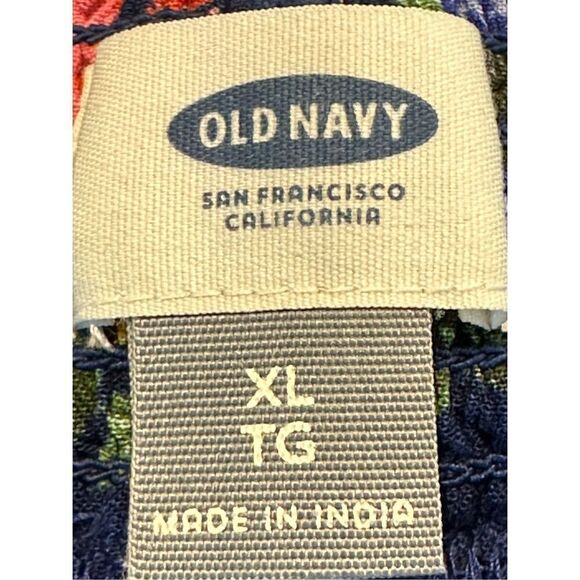 OLD NAVY
SAN FRANCISCO
CALIFORNIA
XL
TG
MADE IN INDIA